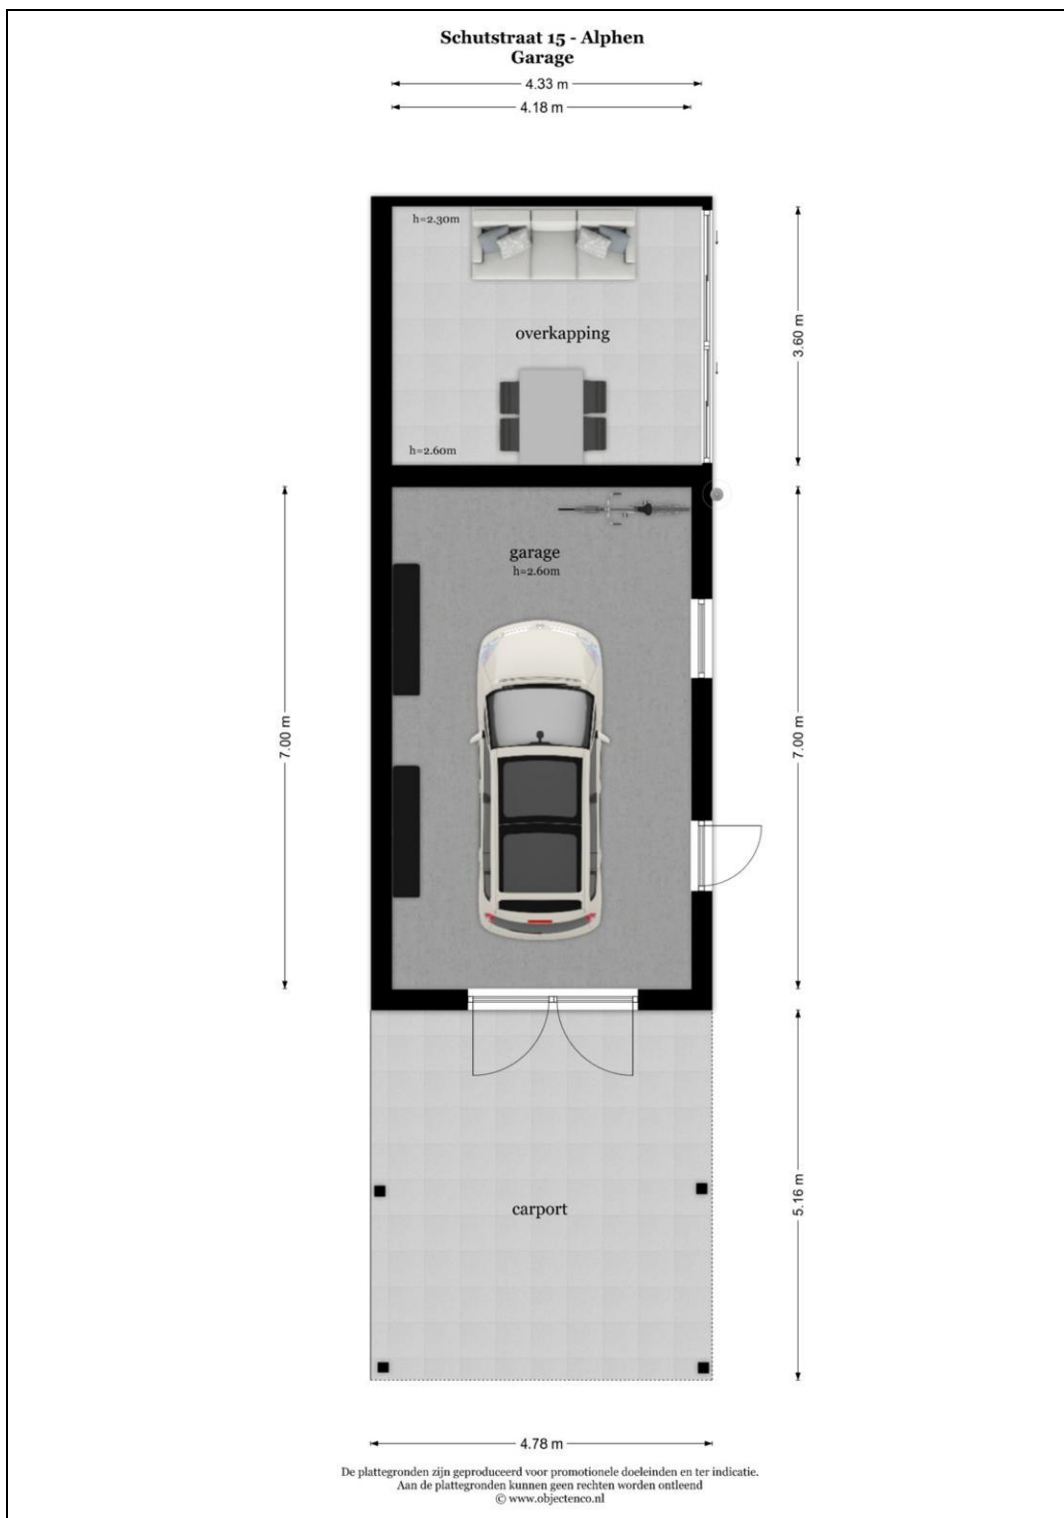 Schutstraat 15 - Alphen
Garage
4.33 m
4.18 m
h=2.30m
overkapping
3.60 m
h=2.60m
garage
h=2.60m
7.00 m
7.00 m
carport
5.16 m
4.78 m
De plattegronden zijn geproduceerd voor promotionele doeleinden en ter indicatie.
Aan de plattegronden kunnen geen rechten worden ontleend
© www.objectenco.nl